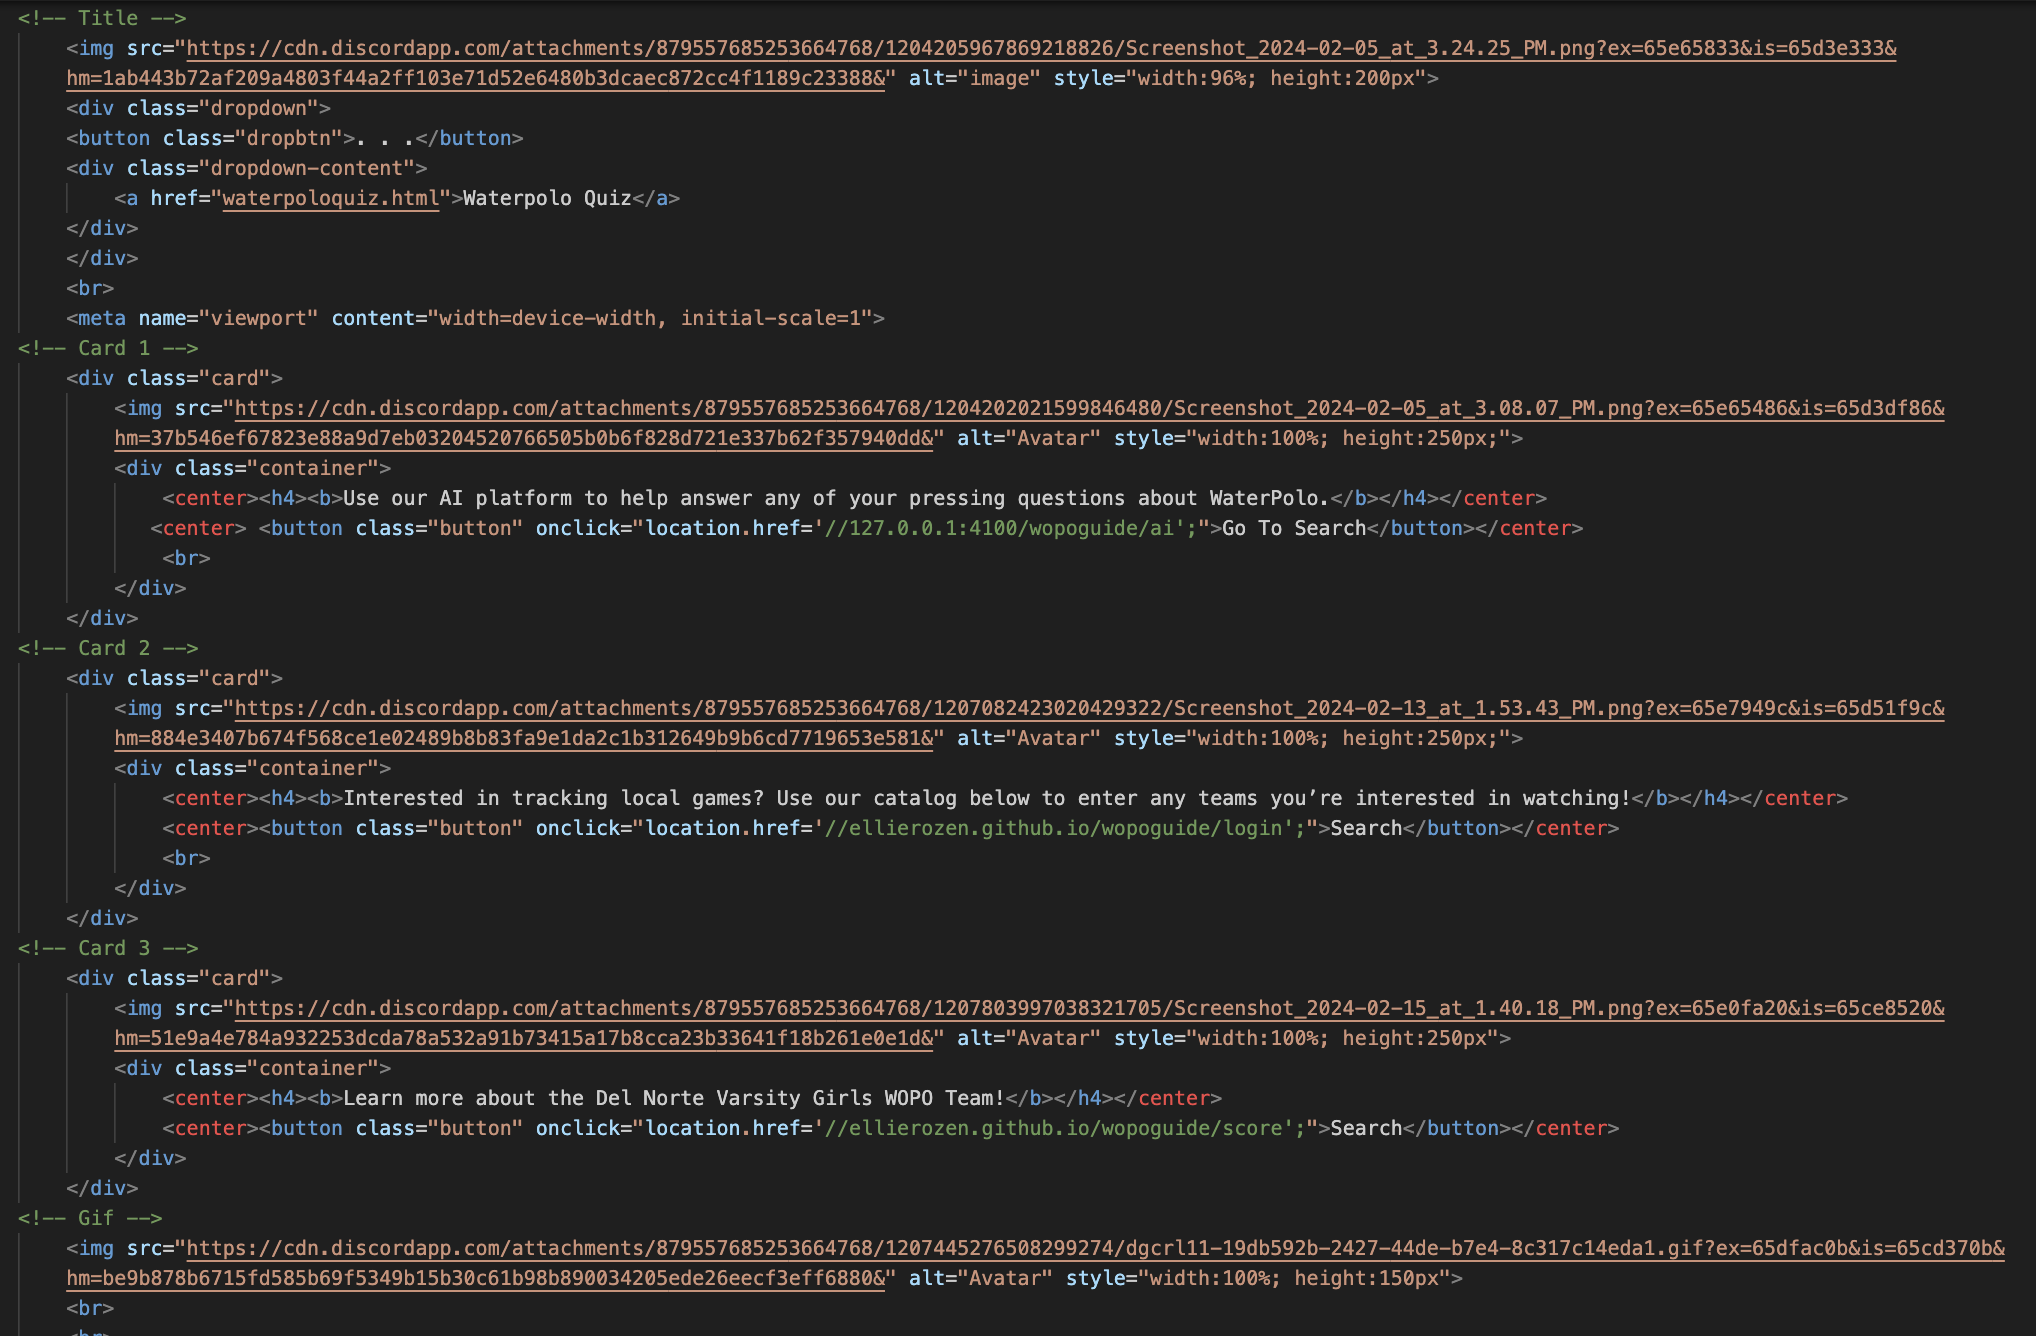 <!-- Title -->
<img src="https://cdn.discordapp.com/attachments/879557685253664768/1204205967869218826/Screenshot_2024-02-05_at_3.24.25_PM.png?ex=65e65833&is=65d3e333&
hm=1ab443b72af209a4803f44a2ff103e71d52e6480b3dcaec872cc4f1189c23388&" alt="image" style="width:96%; height:200px">
<div class="dropdown">
<button class="dropbtn">. . .</button>
<div class="dropdown-content">
<a href="waterpoloquiz.html">Waterpolo Quiz</a>
</div>
</div>
<br>
<meta name="viewport" content="width=device-width, initial-scale=1">
<!-- Card 1 -->
<div class="card">
<img src="https://cdn.discordapp.com/attachments/879557685253664768/1204202021599846480/Screenshot_2024-02-05_at_3.08.07_PM.png?ex=65e65486&is=65d3df86&
hm=37b546ef67823e88a9d7eb03204520766505b0b6f828d721e337b62f357940dd&" alt="Avatar" style="width:100%; height:250px;">
<div class="container">
<center><h4><b>Use our AI platform to help answer any of your pressing questions about WaterPolo.</b></h4></center>
<center> <button class="button" onclick="location.href='//127.0.0.1:4100/wopoguide/ai';">Go To Search</button></center>
<br>
</div>
</div>
<!-- Card 2 -->
<div class="card">
<img src="https://cdn.discordapp.com/attachments/879557685253664768/1207082423020429322/Screenshot_2024-02-13_at_1.53.43_PM.png?ex=65e7949c&is=65d51f9c&
hm=884e3407b674f568ce1e02489b8b83fa9e1da2c1b312649b9b6cd7719653e581&" alt="Avatar" style="width:100%; height:250px;">
<div class="container">
<center><h4><b>Interested in tracking local games? Use our catalog below to enter any teams you’re interested in watching!</b></h4></center>
<center><button class="button" onclick="location.href='//ellierozen.github.io/wopoguide/login';">Search</button></center>
<br>
</div>
</div>
<!-- Card 3 -->
<div class="card">
<img src="https://cdn.discordapp.com/attachments/879557685253664768/1207803997038321705/Screenshot_2024-02-15_at_1.40.18_PM.png?ex=65e0fa20&is=65ce8520&
hm=51e9a4e784a932253dcda78a532a91b73415a17b8cca23b33641f18b261e0e1d&" alt="Avatar" style="width:100%; height:250px">
<div class="container">
<center><h4><b>Learn more about the Del Norte Varsity Girls WOPO Team!</b></h4></center>
<center><button class="button" onclick="location.href='//ellierozen.github.io/wopoguide/score';">Search</button></center>
</div>
</div>
<!-- Gif -->
<img src="https://cdn.discordapp.com/attachments/879557685253664768/1207445276508299274/dgcrl11-19db592b-2427-44de-b7e4-8c317c14eda1.gif?ex=65dfac0b&is=65cd370b&
hm=be9b878b6715fd585b69f5349b15b30c61b98b890034205ede26eecf3eff6880&" alt="Avatar" style="width:100%; height:150px">
<br>